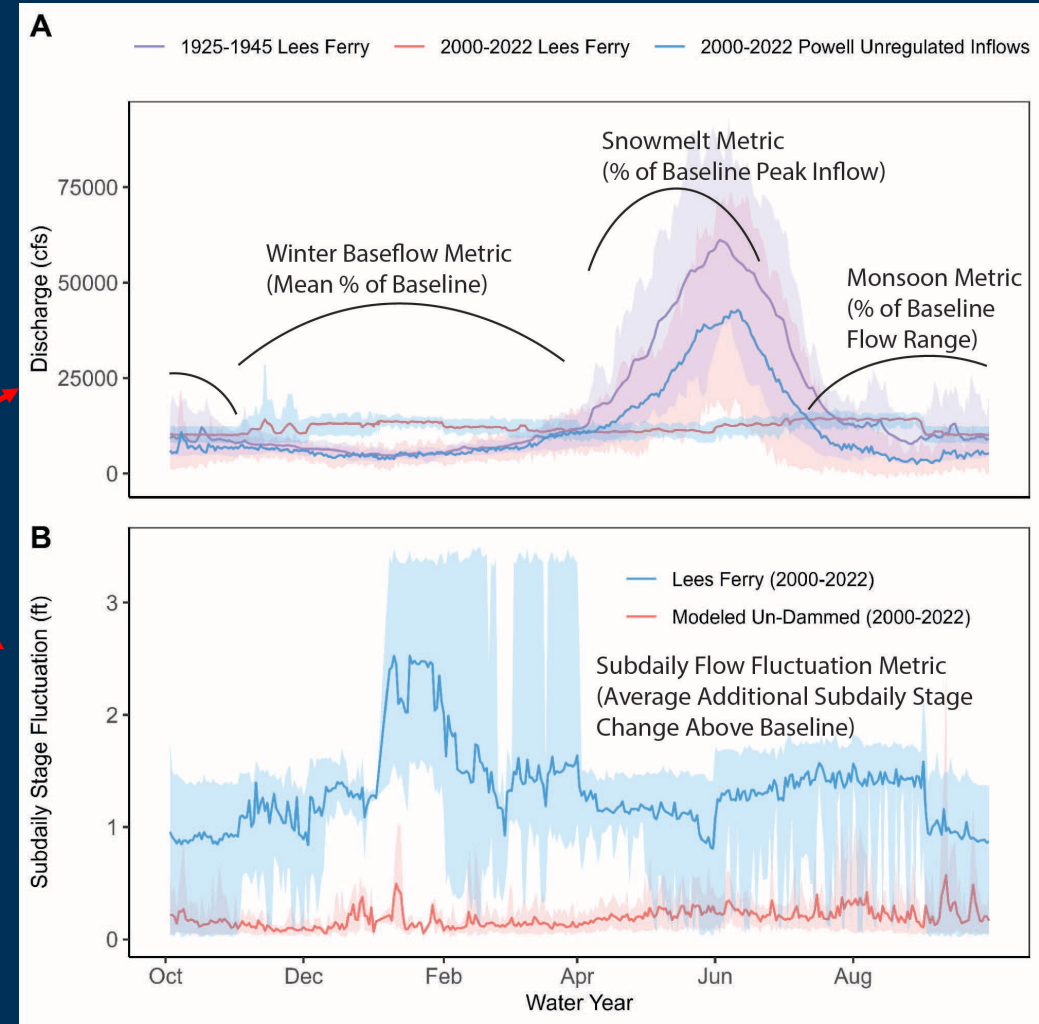 A
1925-1945 Lees Ferry
2000-2022 Lees Ferry
2000-2022 Powell Unregulated Inflows
Snowmelt Metric
(% of Baseline Peak Inflow)
Winter Baseflow Metric
(Mean % of Baseline)
Monsoon Metric
(% of Baseline
Flow Range)
Discharge (cfs)
75000
50000
25000
0
B
Lees Ferry (2000-2022)
Modeled Un-Dammed (2000-2022)
Subdaily Flow Fluctuation Metric
(Average Additional Subdaily Stage
Change Above Baseline)
Subdaily Stage Fluctuation (ft)
3
2
1
0
Oct
Dec
Feb
Apr
Jun
Aug
Water Year